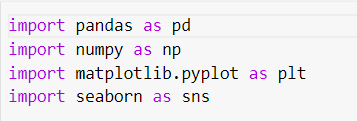 import pandas as pd
import numpy as np
import matplotlib.pyplot as plt
import seaborn as sns